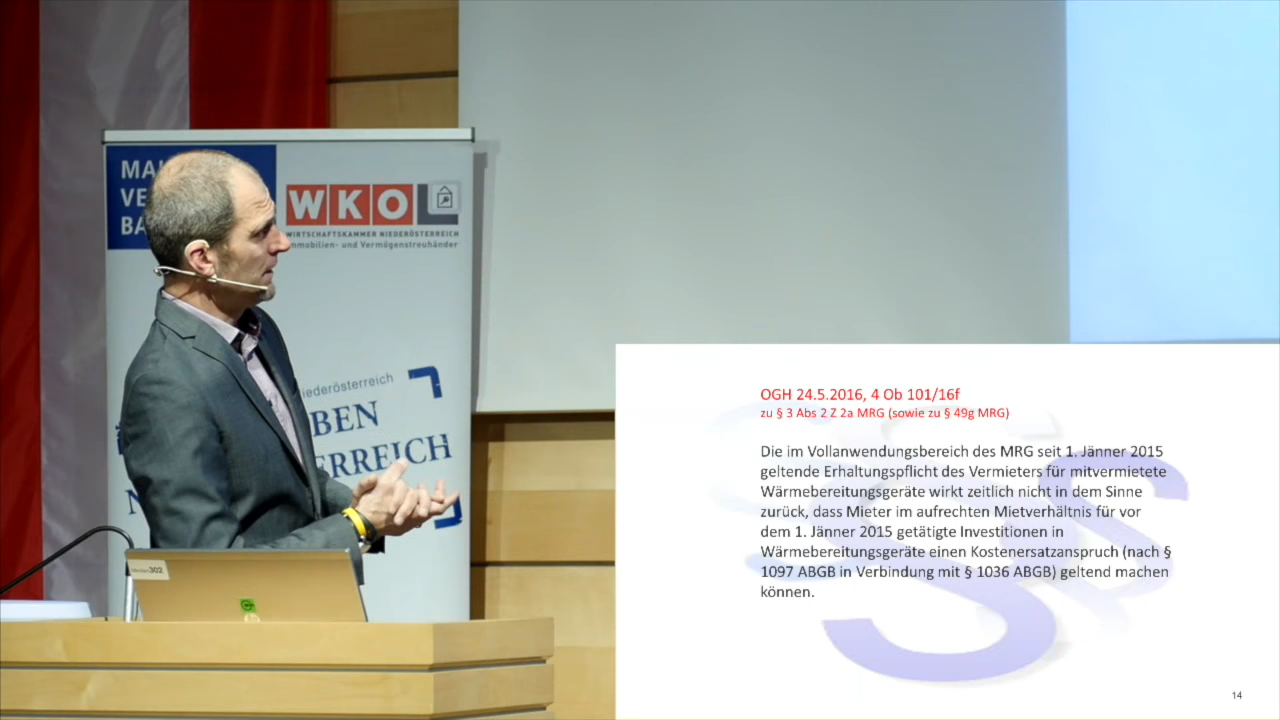 WKO
WIRTSCHAFTSKAMMER NIEDERÖSTERREICH
mmobilien- und Vermögenstreuhänder
iederösterreich
BEN
ERREICH
302
OGH 24.5.2016, 4 Ob 101/16f
zu § 3 Abs 2 Z 2a MRG (sowie zu § 49g MRG)
Die im Vollanwendungsbereich des MRG seit 1. Jänner 2015
geltende Erhaltungspflicht des Vermieters für mitvermietete
Wärmebereitungsgeräte wirkt zeitlich nicht in dem Sinne
zurück, dass Mieter im aufrechten Mietverhältnis für vor
dem 1. Jänner 2015 getätigte Investitionen in
Wärmebereitungsgeräte einen Kostenersatzanspruch (nach §
1097 ABGB in Verbindung mit § 1036 ABGB) geltend machen
können.
14